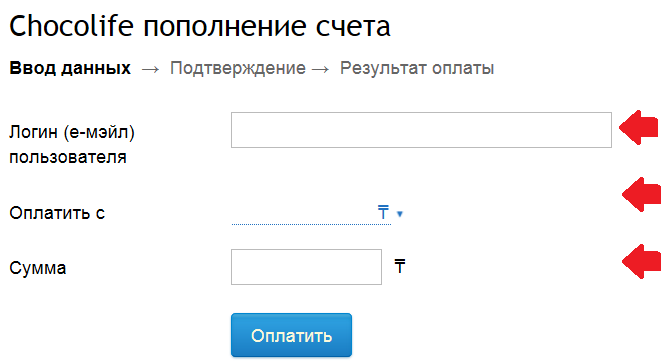 Chocolife пополнение счета
Ввод данных → Подтверждение → Результат оплаты
Логин (е-мэйл)
пользователя
Оплатить с ₸ ▾
Сумма ₸
Оплатить